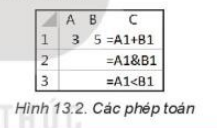 A B C
1 3 5 =A1+B1
2 =A1&B1
3 =A1<B1
Hình 13.2. Các phép toán